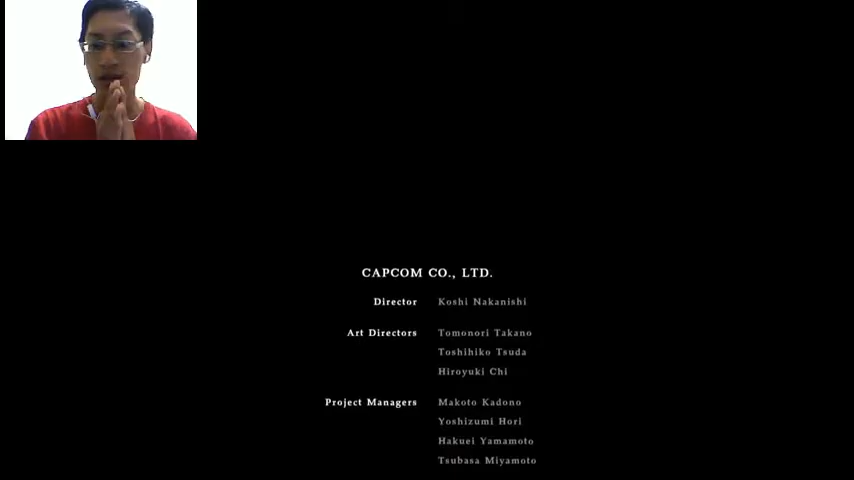 CAPCOM CO., LTD.
Director Koshi Nakanishi
Art Directors Tomonori Takano
Toshihiko Tsuda
Hiroyuki Chi
Project Managers Makoto Kadono
Yoshizumi Hori
Hakuei Yamamoto
Tsubasa Miyamoto